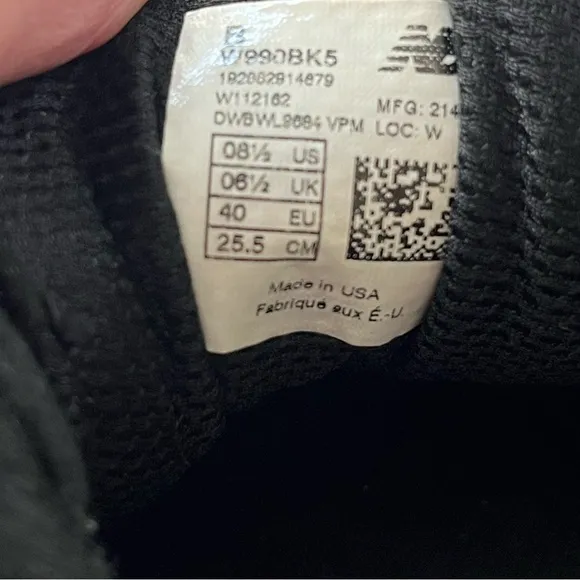 B
W990BK5
192662914679
W112162
MFG: 214
DWBWL9684 VPM LOC: W
08½ US
06½ UK
40 EU
25.5 CM
Made in USA
Fabriqué aux É.-U.